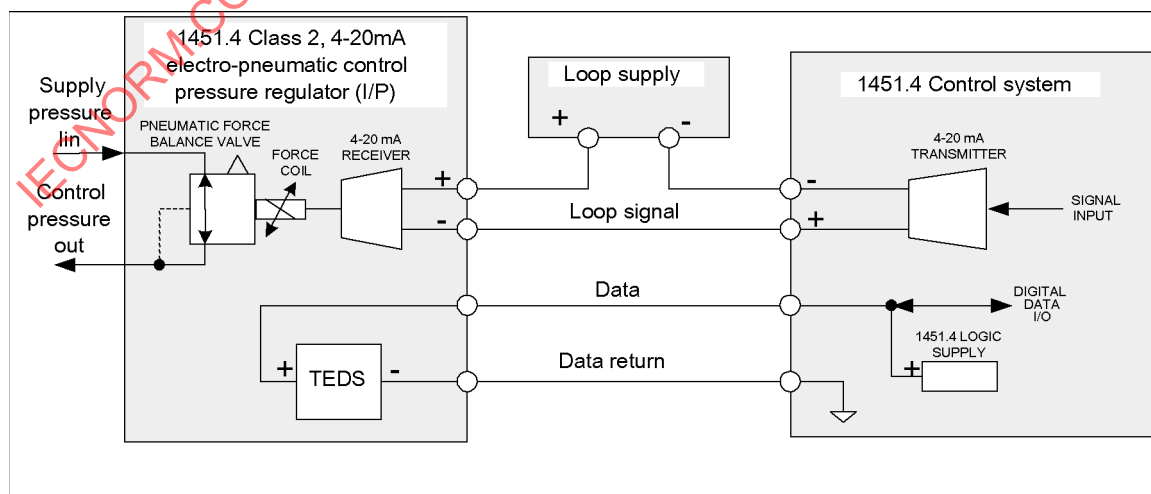 1451.4 Class 2, 4-20mA
electro-pneumatic control
pressure regulator (I/P)
Supply
pressure
Iin
Control
pressure
out
PNEUMATIC FORCE
BALANCE VALVE
FORCE
COIL
4-20 mA
RECEIVER
+
-
Loop supply
+ -
Loop signal
Data
Data return
+ TEDS -
1451.4 Control system
4-20 mA
TRANSMITTER
-
+
SIGNAL
INPUT
DIGITAL
DATA
I/O
1451.4 LOGIC
SUPPLY
+
IECNORM.COM